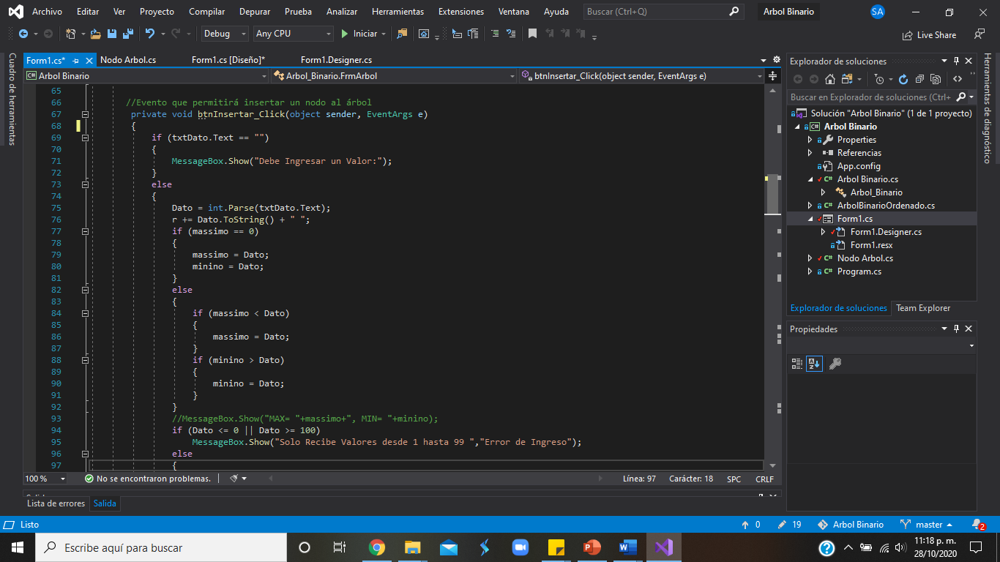 Archivo Editar Ver Proyecto Compilar Depurar Prueba Analizar Herramientas Extensiones Ventana Ayuda Buscar (Ctrl+Q) Arbol Binario SA
Debug Any CPU Iniciar Live Share
Cuadro de herramientas
Form1.cs* Nodo Arbol.cs Form1.cs [Diseño]* Form1.Designer.cs
Arbol Binario Arbol_Binario.FrmArbol btnInsertar_Click(object sender, EventArgs e)
65
66 //Evento que permitirá insertar un nodo al árbol
67 private void btnInsertar_Click(object sender, EventArgs e)
68 {
69 if (txtDato.Text == "")
70 {
71 MessageBox.Show("Debe Ingresar un Valor:");
72 }
73 else
74 {
75 Dato = int.Parse(txtDato.Text);
76 r += Dato.ToString() + " ";
77 if (massimo == 0)
78 {
79 massimo = Dato;
80 minino = Dato;
81 }
82 else
83 {
84 if (massimo < Dato)
85 {
86 massimo = Dato;
87 }
88 if (minino > Dato)
89 {
90 minino = Dato;
91 }
92 }
93 //MessageBox.Show("MAX= "+massimo+", MIN= "+minino);
94 if (Dato <= 0 || Dato >= 100)
95 MessageBox.Show("Solo Recibe Valores desde 1 hasta 99 ","Error de Ingreso");
96 else
97 {
100 % No se encontraron problemas. Línea: 97 Carácter: 18 SPC CRLF
Salida
Lista de errores Salida
Explorador de soluciones
Buscar en Explorador de soluciones (Ctrl+
Solución "Arbol Binario" (1 de 1 proyecto)
Arbol Binario
Properties
Referencias
App.config
Arbol Binario.cs
Arbol_Binario
ArbolBinarioOrdenado.cs
Form1.cs
Form1.Designer.cs
Form1.resx
Nodo Arbol.cs
Program.cs
Explorador de soluciones Team Explorer
Propiedades
Herramientas de diagnóstico
Listo 0 19 Arbol Binario master 2
Escribe aquí para buscar
11:18 p. m.
28/10/2020